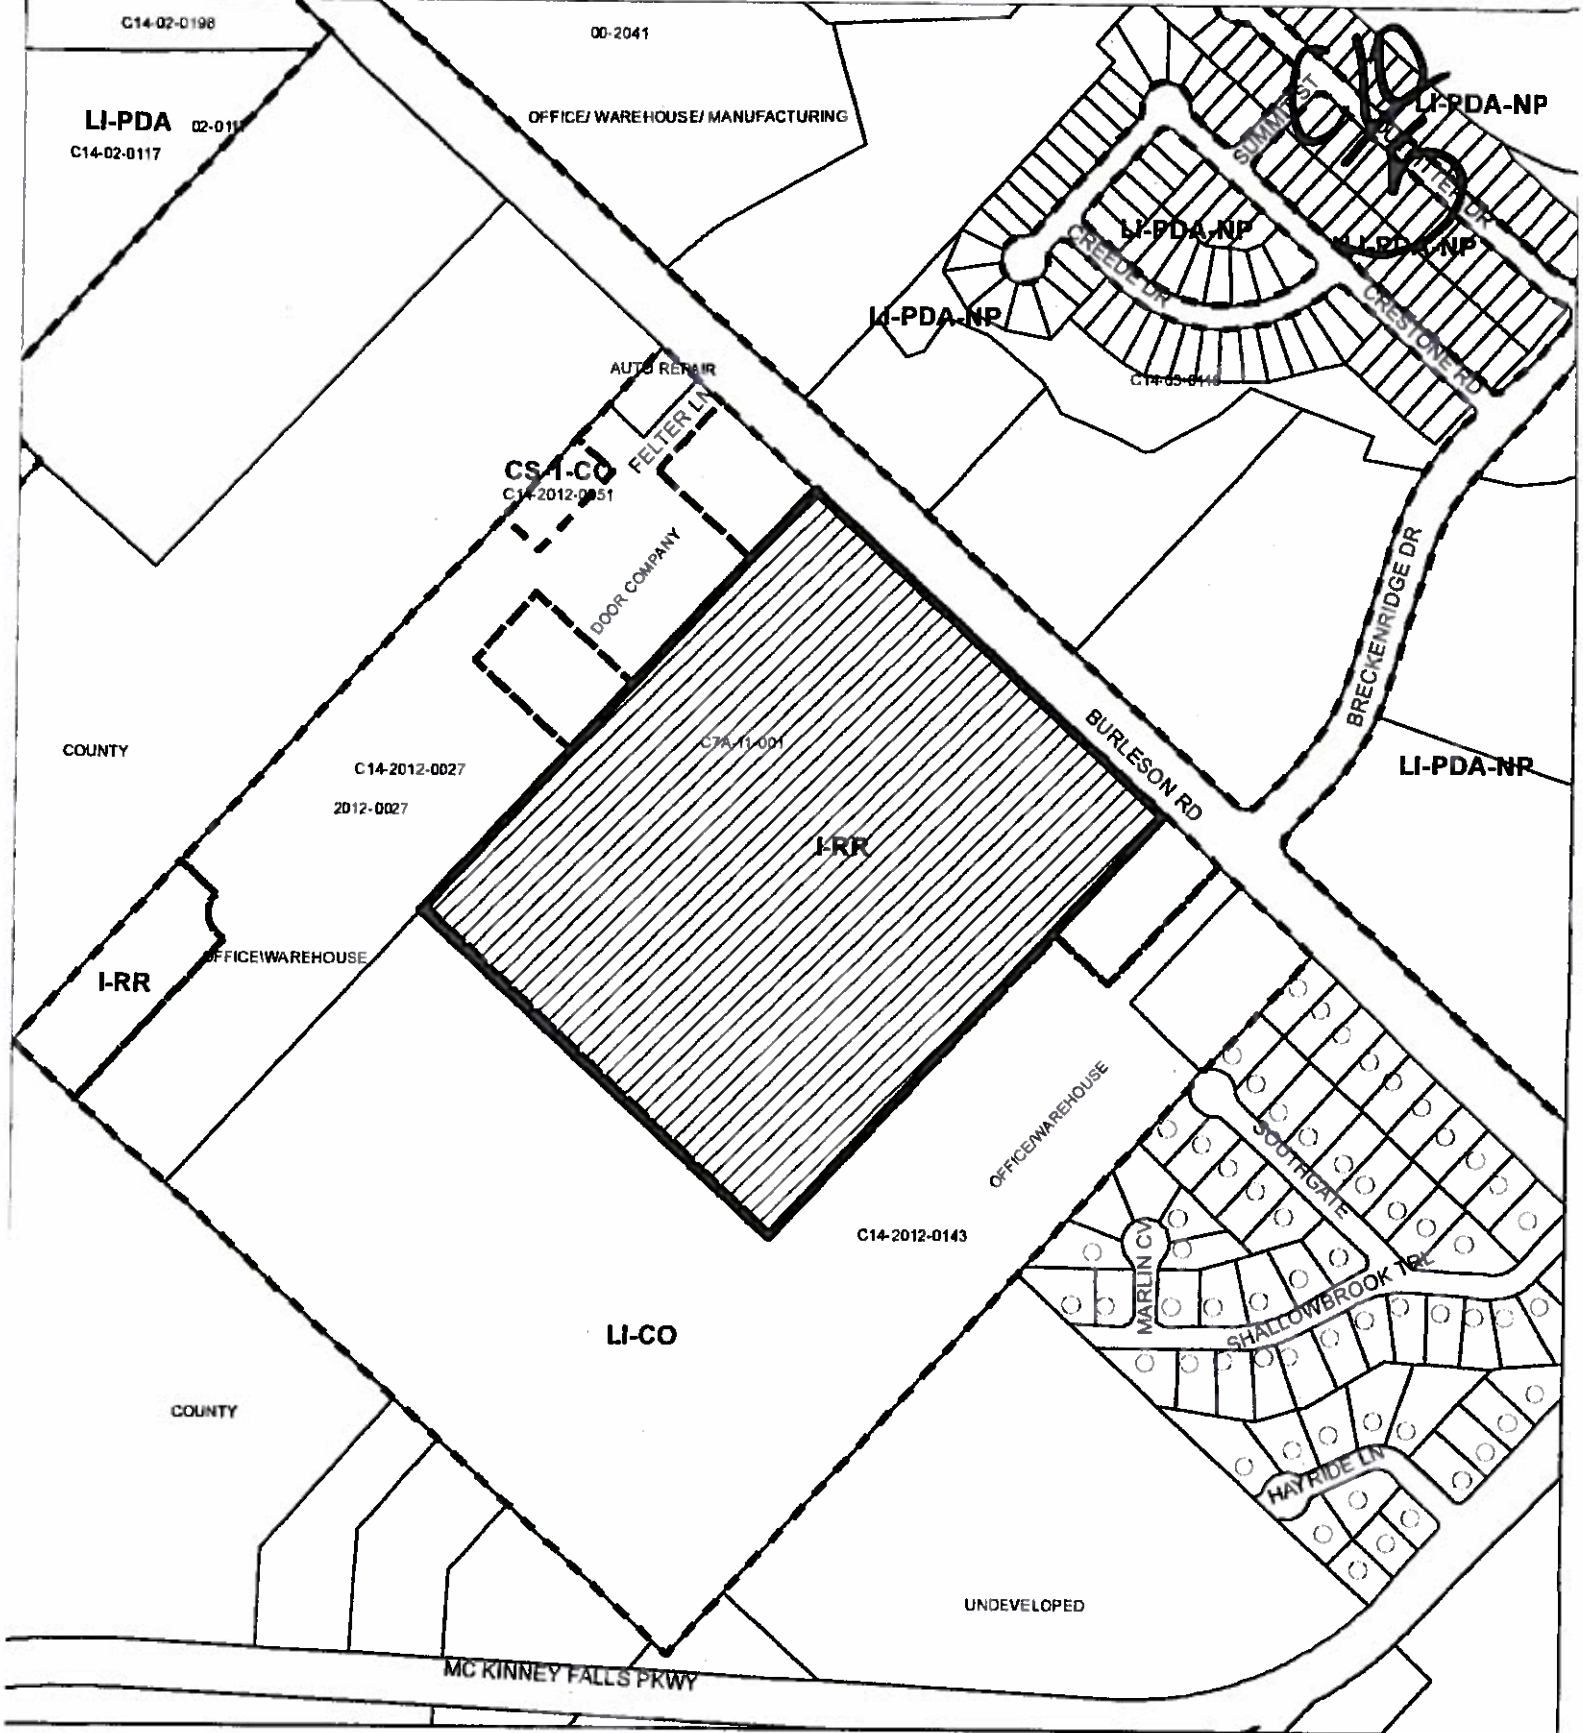 C14-02-0198
00-2041
LI-PDA 02-011
C14-02-0117
OFFICE/ WAREHOUSE/ MANUFACTURING
SUMMIT ST
LI-PDA-NP
DR
LI-PDA-NP
LI-PDA-NP
CREEDE DR
CRESTONE RD
LI-PDA-NP
AUTO REPAIR
FELTER LN
CS-1-CO
C14-2012-0051
DOOR COMPANY
BRECKENRIDGE DR
BURLESON RD
COUNTY
C7A-11-001
C14-2012-0027
2012-0027
LI-PDA-NP
I-RR
OFFICE\WAREHOUSE
I-RR
OFFICE/WAREHOUSE
SOUTHGATE
C14-2012-0143
MARLIN CV
SHALLOWBROOK TRL
LI-CO
COUNTY
HAYRIDE LN
UNDEVELOPED
MC KINNEY FALLS PKWY